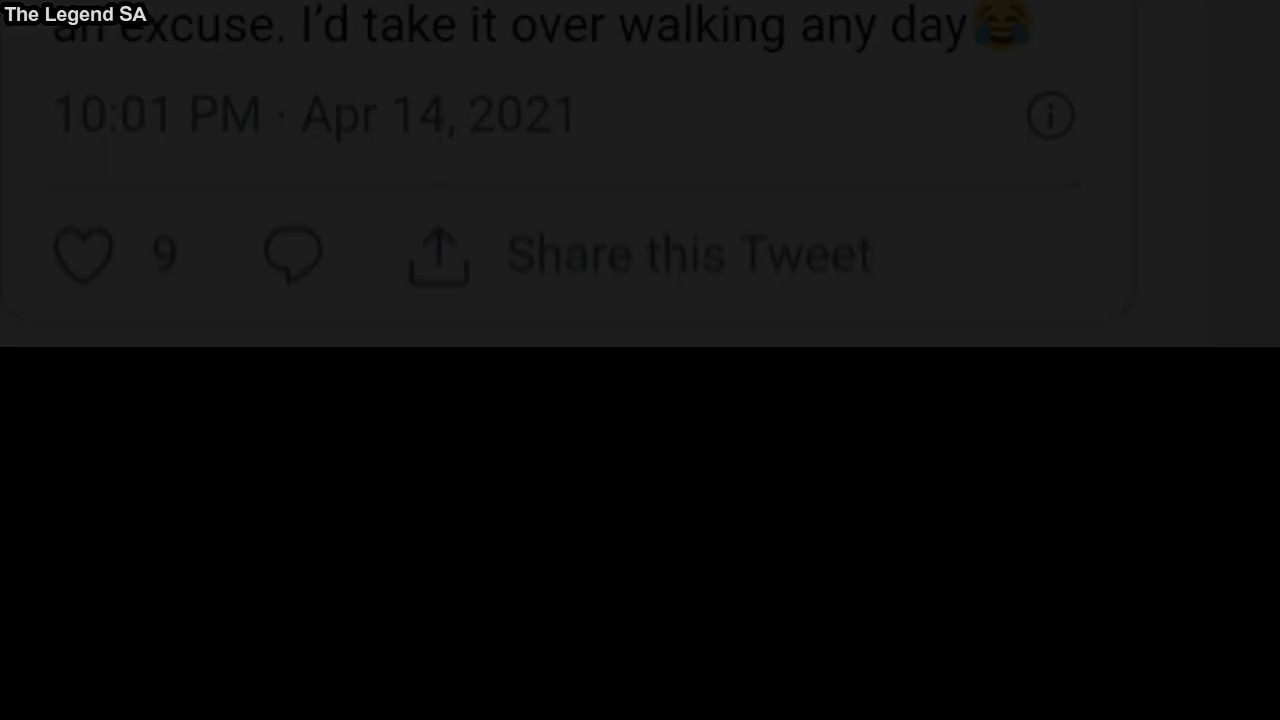 The Legend SA
an excuse. I’d take it over walking any day😂
10:01 PM · Apr 14, 2021
9
Share this Tweet